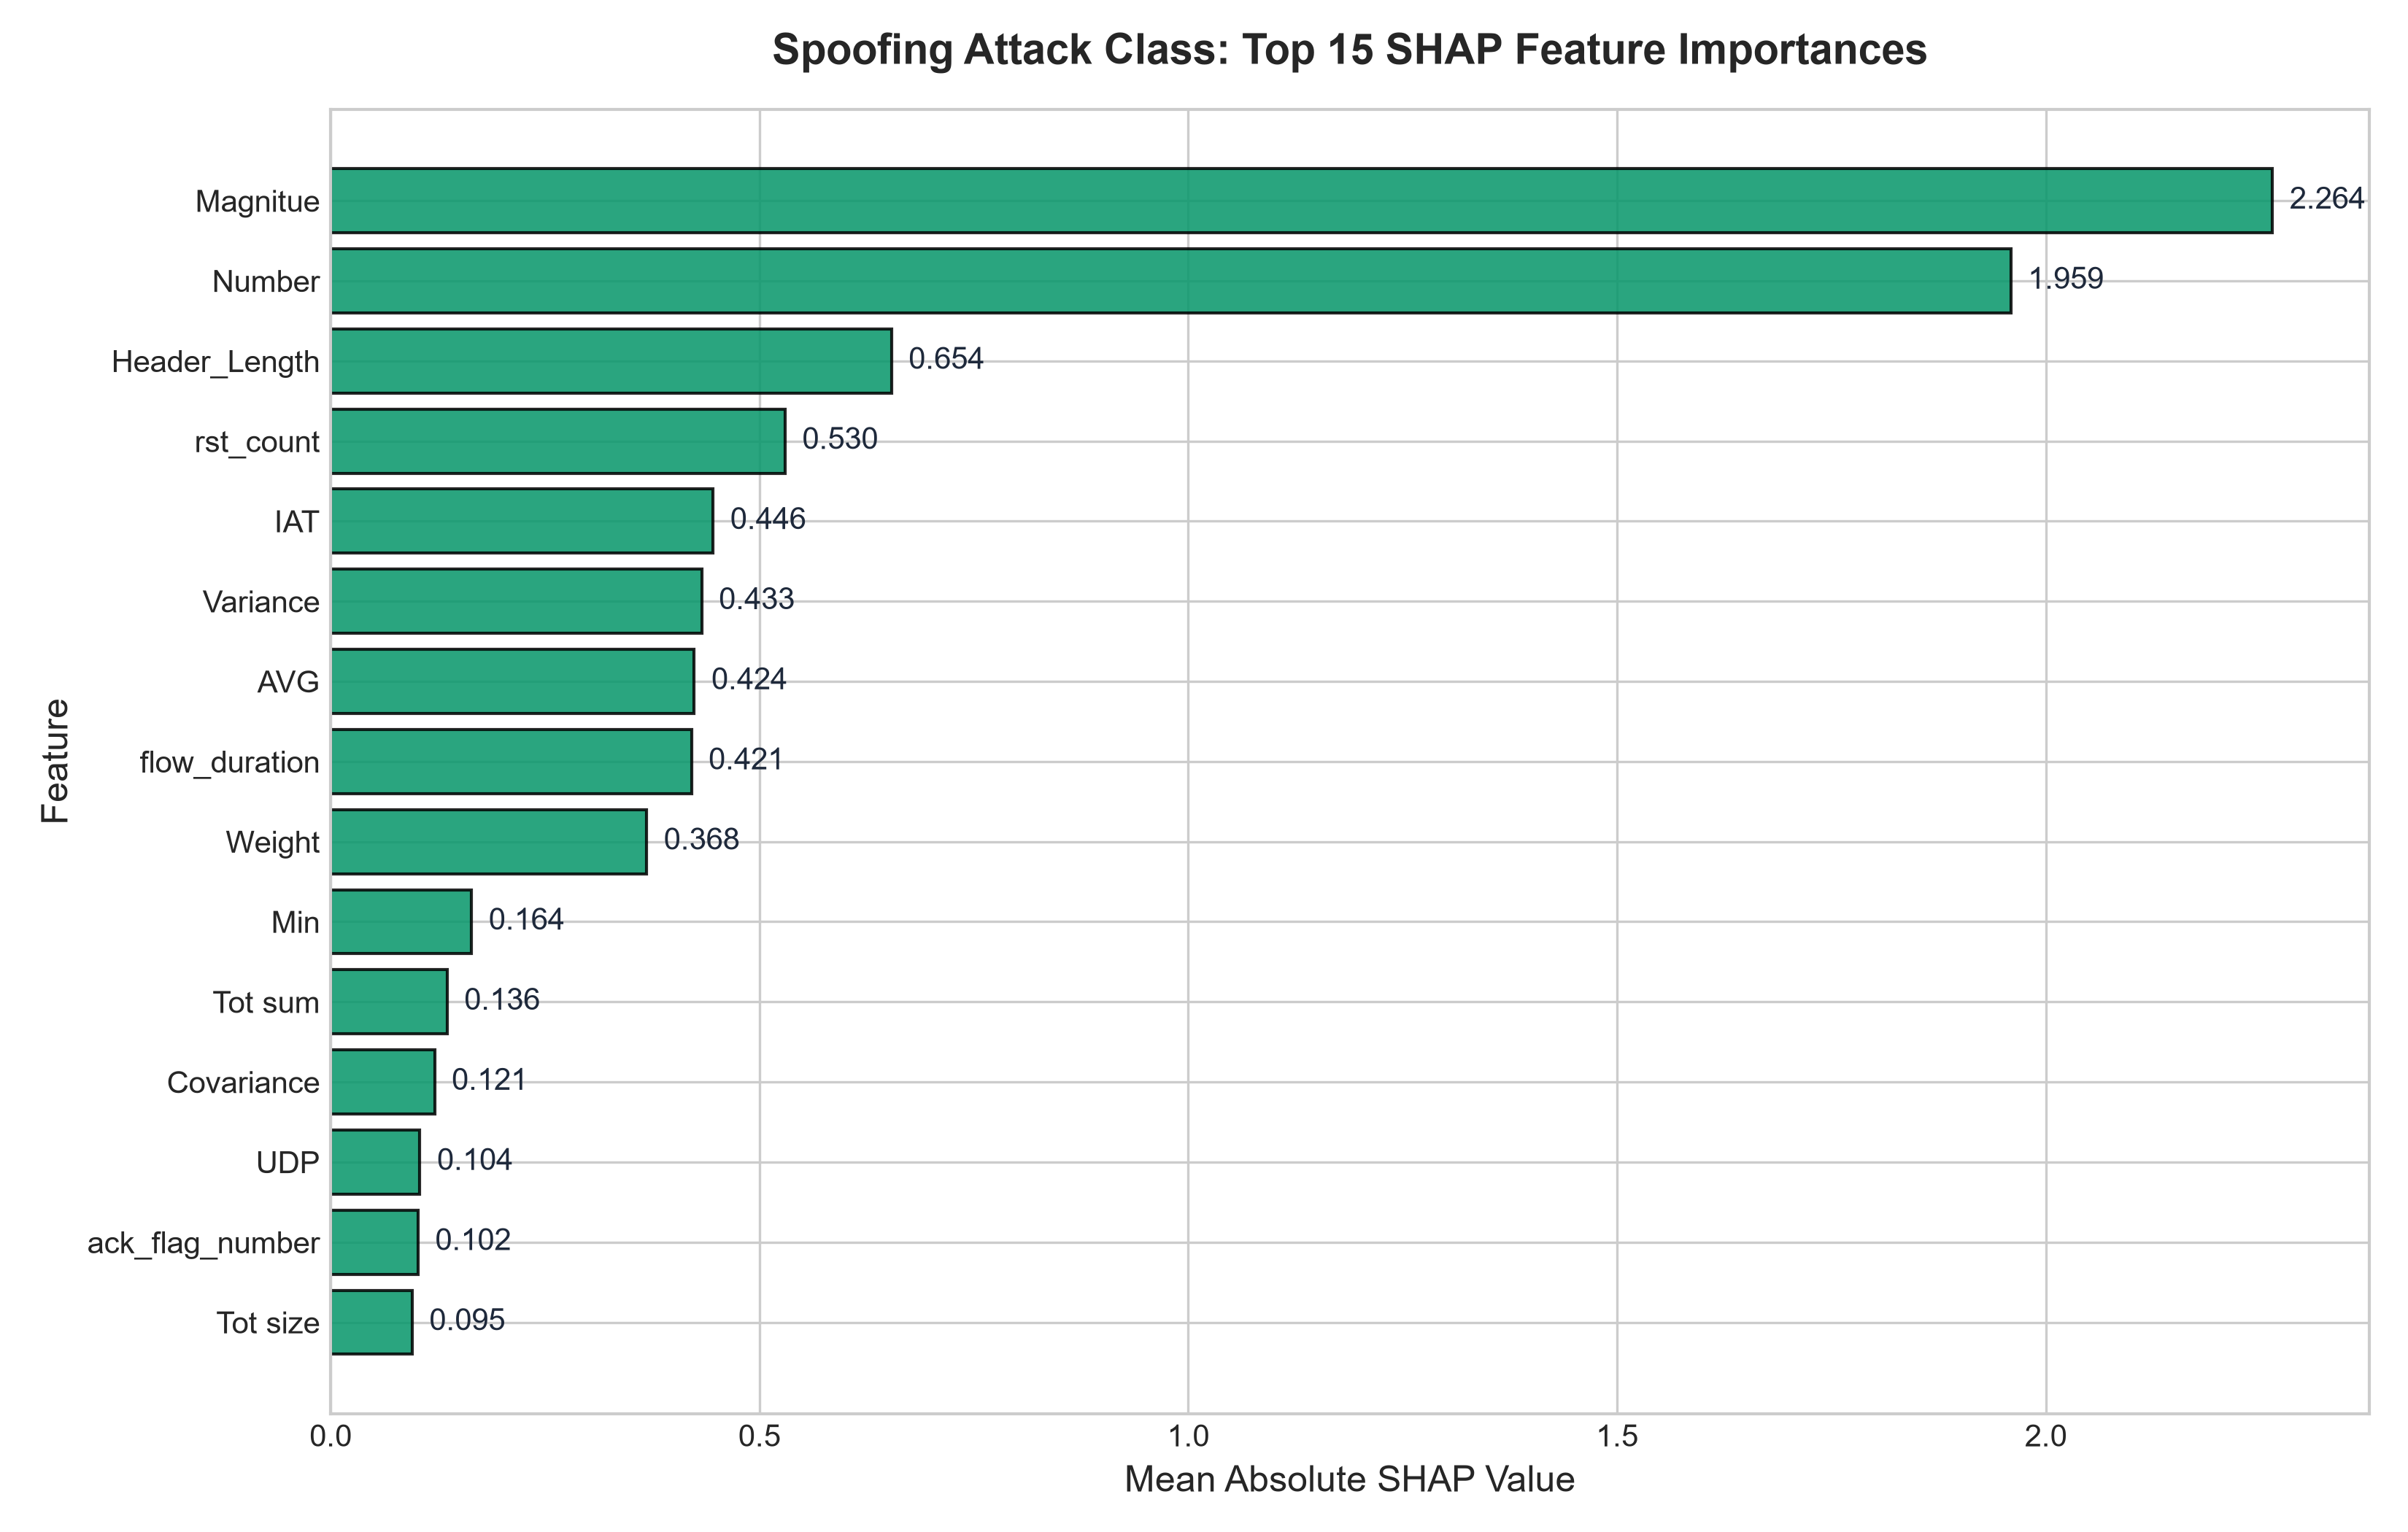 Spoofing Attack Class: Top 15 SHAP Feature Importances
Magnitue 2.264
Number 1.959
Header_Length 0.654
rst_count 0.530
IAT 0.446
Variance 0.433
AVG 0.424
flow_duration 0.421
Weight 0.368
Min 0.164
Tot sum 0.136
Covariance 0.121
UDP 0.104
ack_flag_number 0.102
Tot size 0.095
Feature
0.0 0.5 1.0 1.5 2.0
Mean Absolute SHAP Value